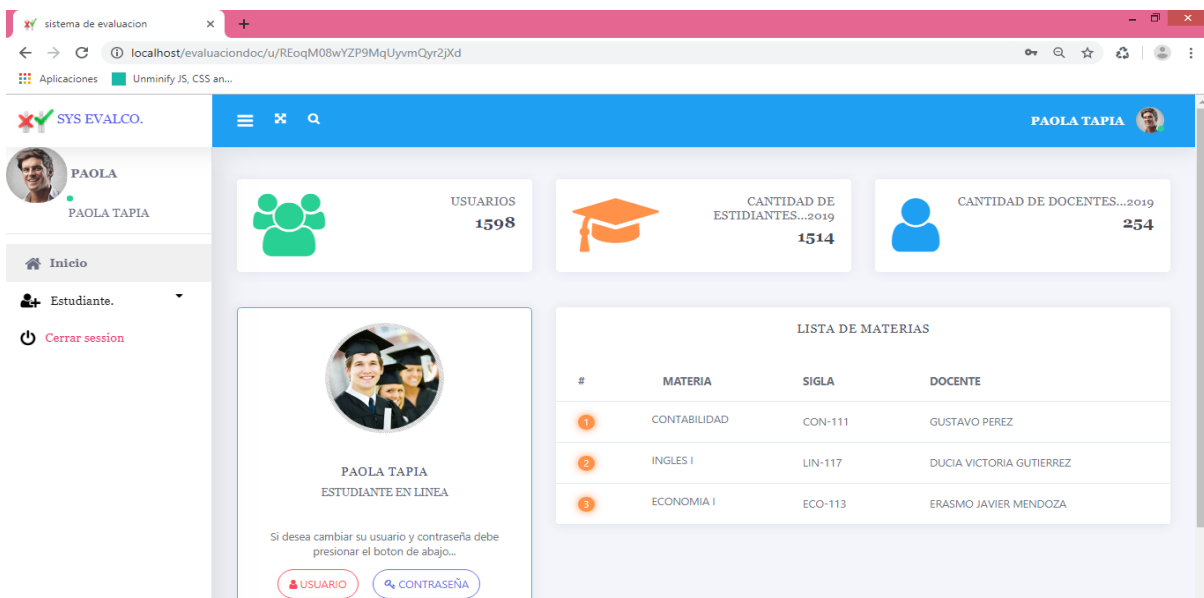 sistema de evaluacion
localhost/evaluaciondoc/u/REoqM08wYZP9MqUyvmQyr2jXd
Aplicaciones Unminify JS, CSS an...
SYS EVALCO.
PAOLA TAPIA
PAOLA
PAOLA TAPIA
Inicio
Estudiante.
Cerrar session
USUARIOS
1598
CANTIDAD DE
ESTIDIANTES...2019
1514
CANTIDAD DE DOCENTES...2019
254
PAOLA TAPIA
ESTUDIANTE EN LINEA
Si desea cambiar su usuario y contraseña debe
presionar el boton de abajo...
USUARIO CONTRASEÑA
LISTA DE MATERIAS
# MATERIA SIGLA DOCENTE
1 CONTABILIDAD CON-111 GUSTAVO PEREZ
2 INGLES I LIN-117 DUCIA VICTORIA GUTIERREZ
3 ECONOMIA I ECO-113 ERASMO JAVIER MENDOZA